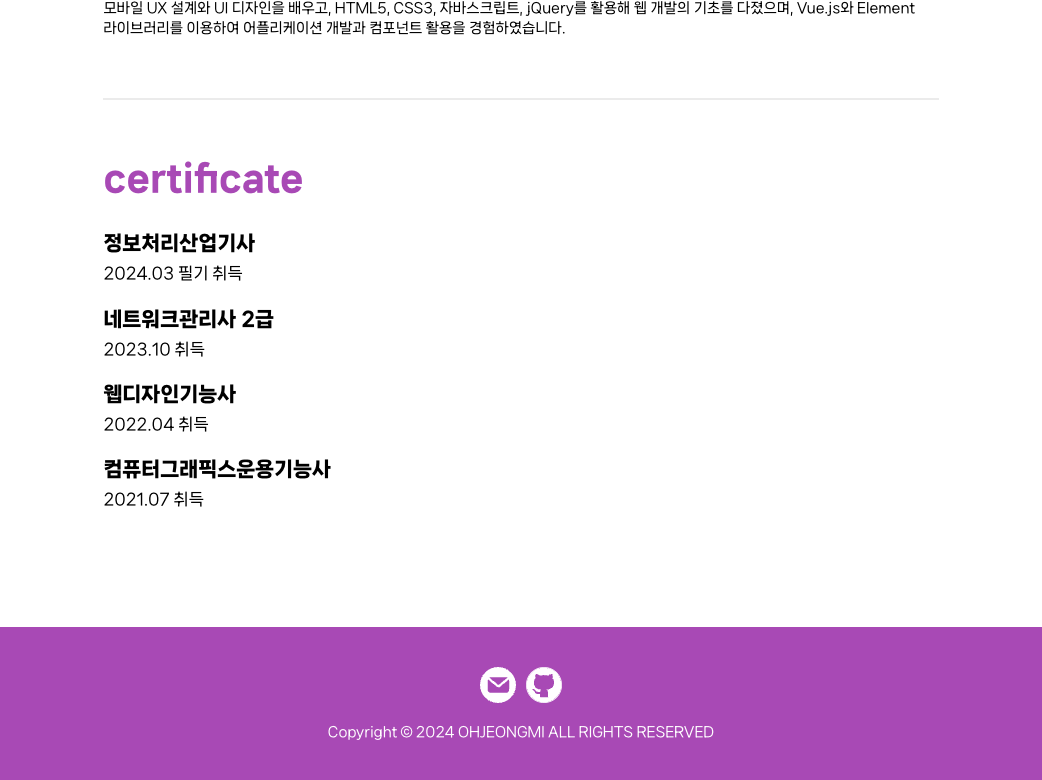 모바일 UX 설계와 UI 디자인을 배우고, HTML5, CSS3, 자바스크립트, jQuery를 활용해 웹 개발의 기초를 다졌으며, Vue.js와 Element
라이브러리를 이용하여 어플리케이션 개발과 컴포넌트 활용을 경험하였습니다.
certificate
정보처리산업기사
2024.03 필기 취득
네트워크관리사 2급
2023.10 취득
웹디자인기능사
2022.04 취득
컴퓨터그래픽스운용기능사
2021.07 취득
Copyright © 2024 OHJEONGMI ALL RIGHTS RESERVED